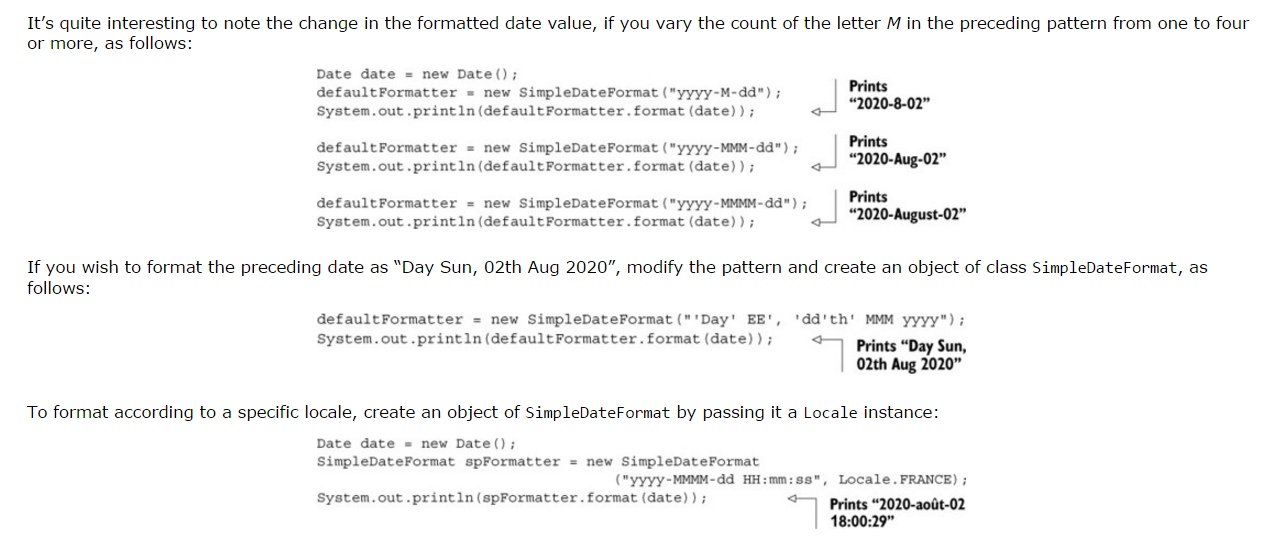 It’s quite interesting to note the change in the formatted date value, if you vary the count of the letter M in the preceding pattern from one to four
or more, as follows:
Date date = new Date();
defaultFormatter = new SimpleDateFormat("yyyy-M-dd");
System.out.println(defaultFormatter.format(date));
Prints
“2020-8-02”
defaultFormatter = new SimpleDateFormat("yyyy-MMM-dd");
System.out.println(defaultFormatter.format(date));
Prints
“2020-Aug-02”
defaultFormatter = new SimpleDateFormat("yyyy-MMMM-dd");
System.out.println(defaultFormatter.format(date));
Prints
“2020-August-02”
If you wish to format the preceding date as “Day Sun, 02th Aug 2020”, modify the pattern and create an object of class SimpleDateFormat, as
follows:
defaultFormatter = new SimpleDateFormat("'Day' EE', 'dd'th' MMM yyyy");
System.out.println(defaultFormatter.format(date));
Prints “Day Sun,
02th Aug 2020”
To format according to a specific locale, create an object of SimpleDateFormat by passing it a Locale instance:
Date date = new Date();
SimpleDateFormat spFormatter = new SimpleDateFormat
("yyyy-MMMM-dd HH:mm:ss", Locale.FRANCE);
System.out.println(spFormatter.format(date));
Prints “2020-août-02
18:00:29”